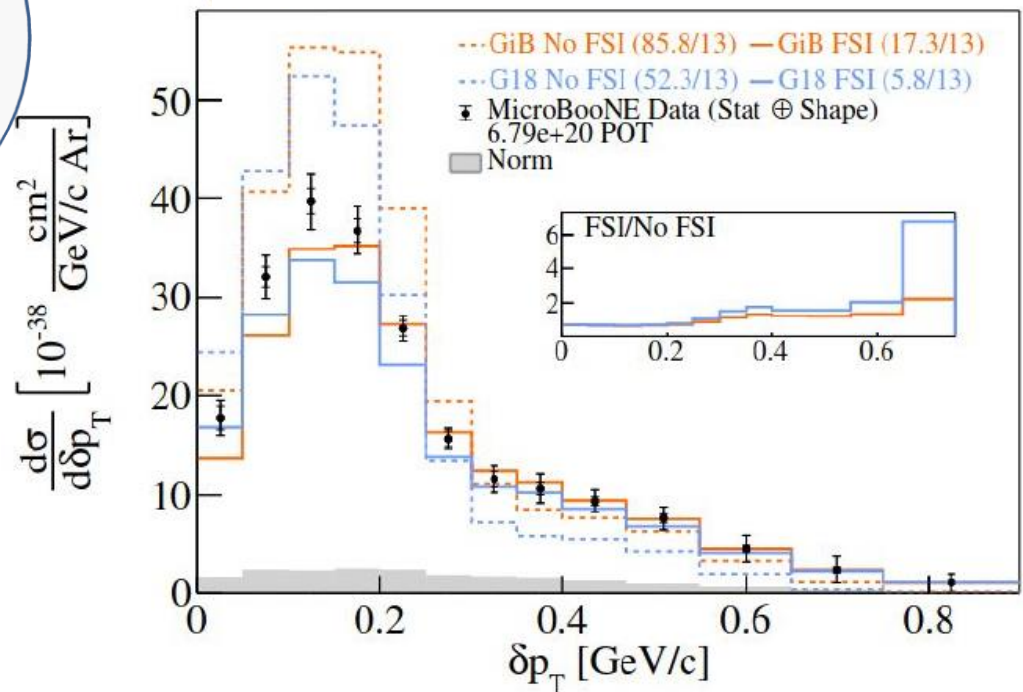 GiB No FSI (85.8/13) GiB FSI (17.3/13)
G18 No FSI (52.3/13) G18 FSI (5.8/13)
MicroBooNE Data (Stat ⊕ Shape)
6.79e+20 POT
Norm
dσ/dδp_T [10^-38 cm^2/(GeV/c Ar)]
50
40
30
20
10
0
FSI/No FSI
6
4
2
0 0.2 0.4 0.6
0 0.2 0.4 0.6 0.8
δp_T [GeV/c]